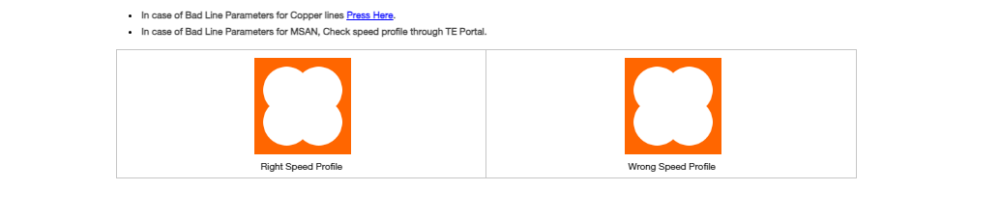 In case of Bad Line Parameters for Copper lines Press Here.
In case of Bad Line Parameters for MSAN, Check speed profile through TE Portal.
Right Speed Profile
Wrong Speed Profile